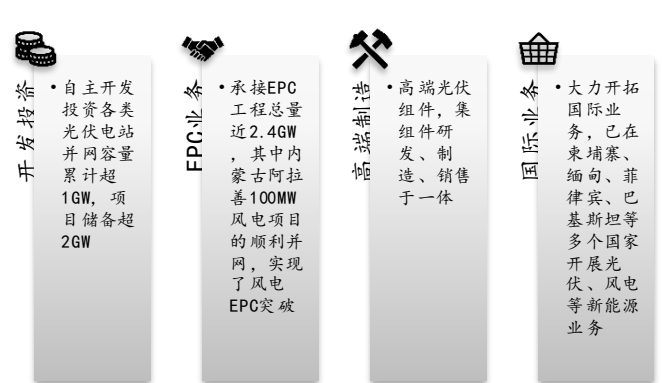 开发投资
•自主开发
投资各类
光伏电站
并网容量
累计超
1GW,项
目储备超
2GW
EPC业务
•承接EPC
工程总量
近2.4GW
,其中内
蒙古阿拉
善100MW
风电项目
的顺利并
网,实现
了风电
EPC突破
高端制造
•高端光伏
组件,集
组件研
发、制
造、销售
于一体
国际业务
•大力开拓
国际业
务,已在
柬埔寨、
缅甸、菲
律宾、巴
基斯坦等
多个国家
开展光
伏、风电
等新能源
业务